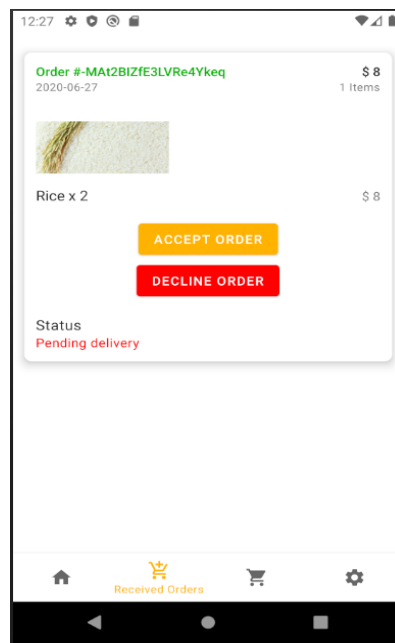 12:27
Order #-MAt2BIZfE3LVRe4Ykeq
$ 8
2020-06-27
1 Items
Rice x 2
$ 8
ACCEPT ORDER
DECLINE ORDER
Status
Pending delivery
Received Orders